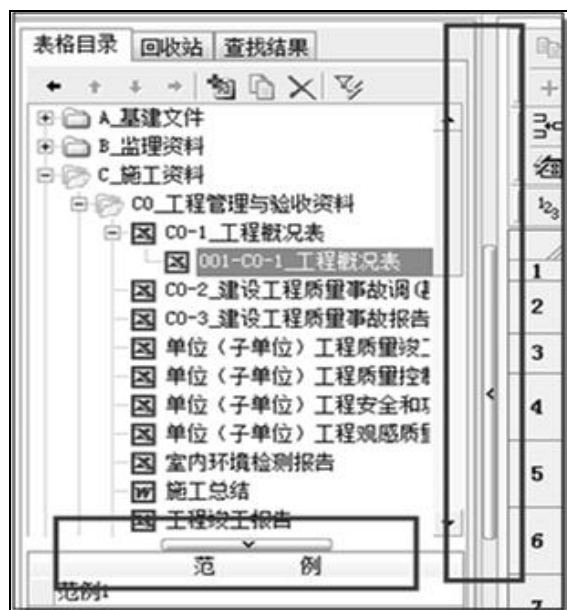 表格目录 回收站 查找结果
A_基建文件
B_监理资料
C_施工资料
C0_工程管理与验收资料
C0-1_工程概况表
001-C0-1_工程概况表
C0-2_建设工程质量事故调(
C0-3_建设工程质量事故报告
单位（子单位）工程质量竣工
单位（子单位）工程质量控制
单位（子单位）工程安全和功
单位（子单位）工程观感质量
室内环境检测报告
施工总结
工程竣工报告
范 例
范例1
1
2
3
4
5
6
7